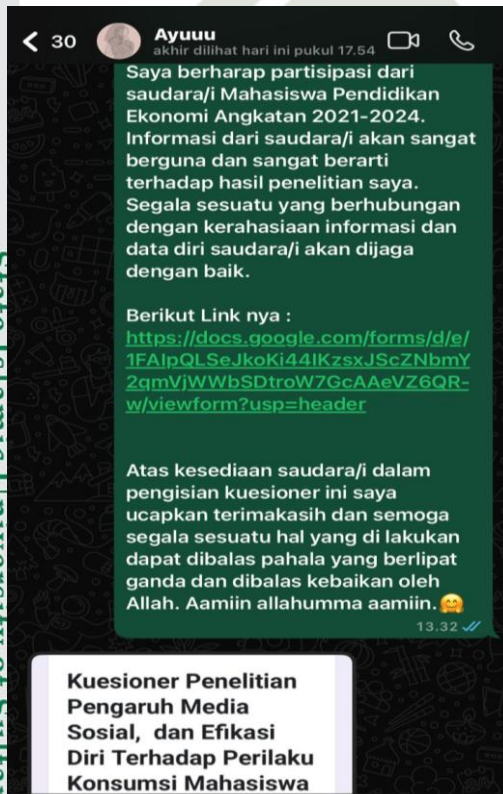 30
Ayuuu
akhir dilihat hari ini pukul 17.54
Saya berharap partisipasi dari
saudara/i Mahasiswa Pendidikan
Ekonomi Angkatan 2021-2024.
Informasi dari saudara/i akan sangat
berguna dan sangat berarti
terhadap hasil penelitian saya.
Segala sesuatu yang berhubungan
dengan kerahasiaan informasi dan
data diri saudara/i akan dijaga
dengan baik.
Berikut Link nya :
https://docs.google.com/forms/d/e/
1FAIpQLSeJkoKi44IKzsxJScZNbmY
2qmVjWWbSDtroW7GcAAeVZ6QR-
w/viewform?usp=header
Atas kesediaan saudara/i dalam
pengisian kuesioner ini saya
ucapkan terimakasih dan semoga
segala sesuatu hal yang di lakukan
dapat dibalas pahala yang berlipat
ganda dan dibalas kebaikan oleh
Allah. Aamiin allahumma aamiin.🤗
13.32
Kuesioner Penelitian
Pengaruh Media
Sosial, dan Efikasi
Diri Terhadap Perilaku
Konsumsi Mahasiswa